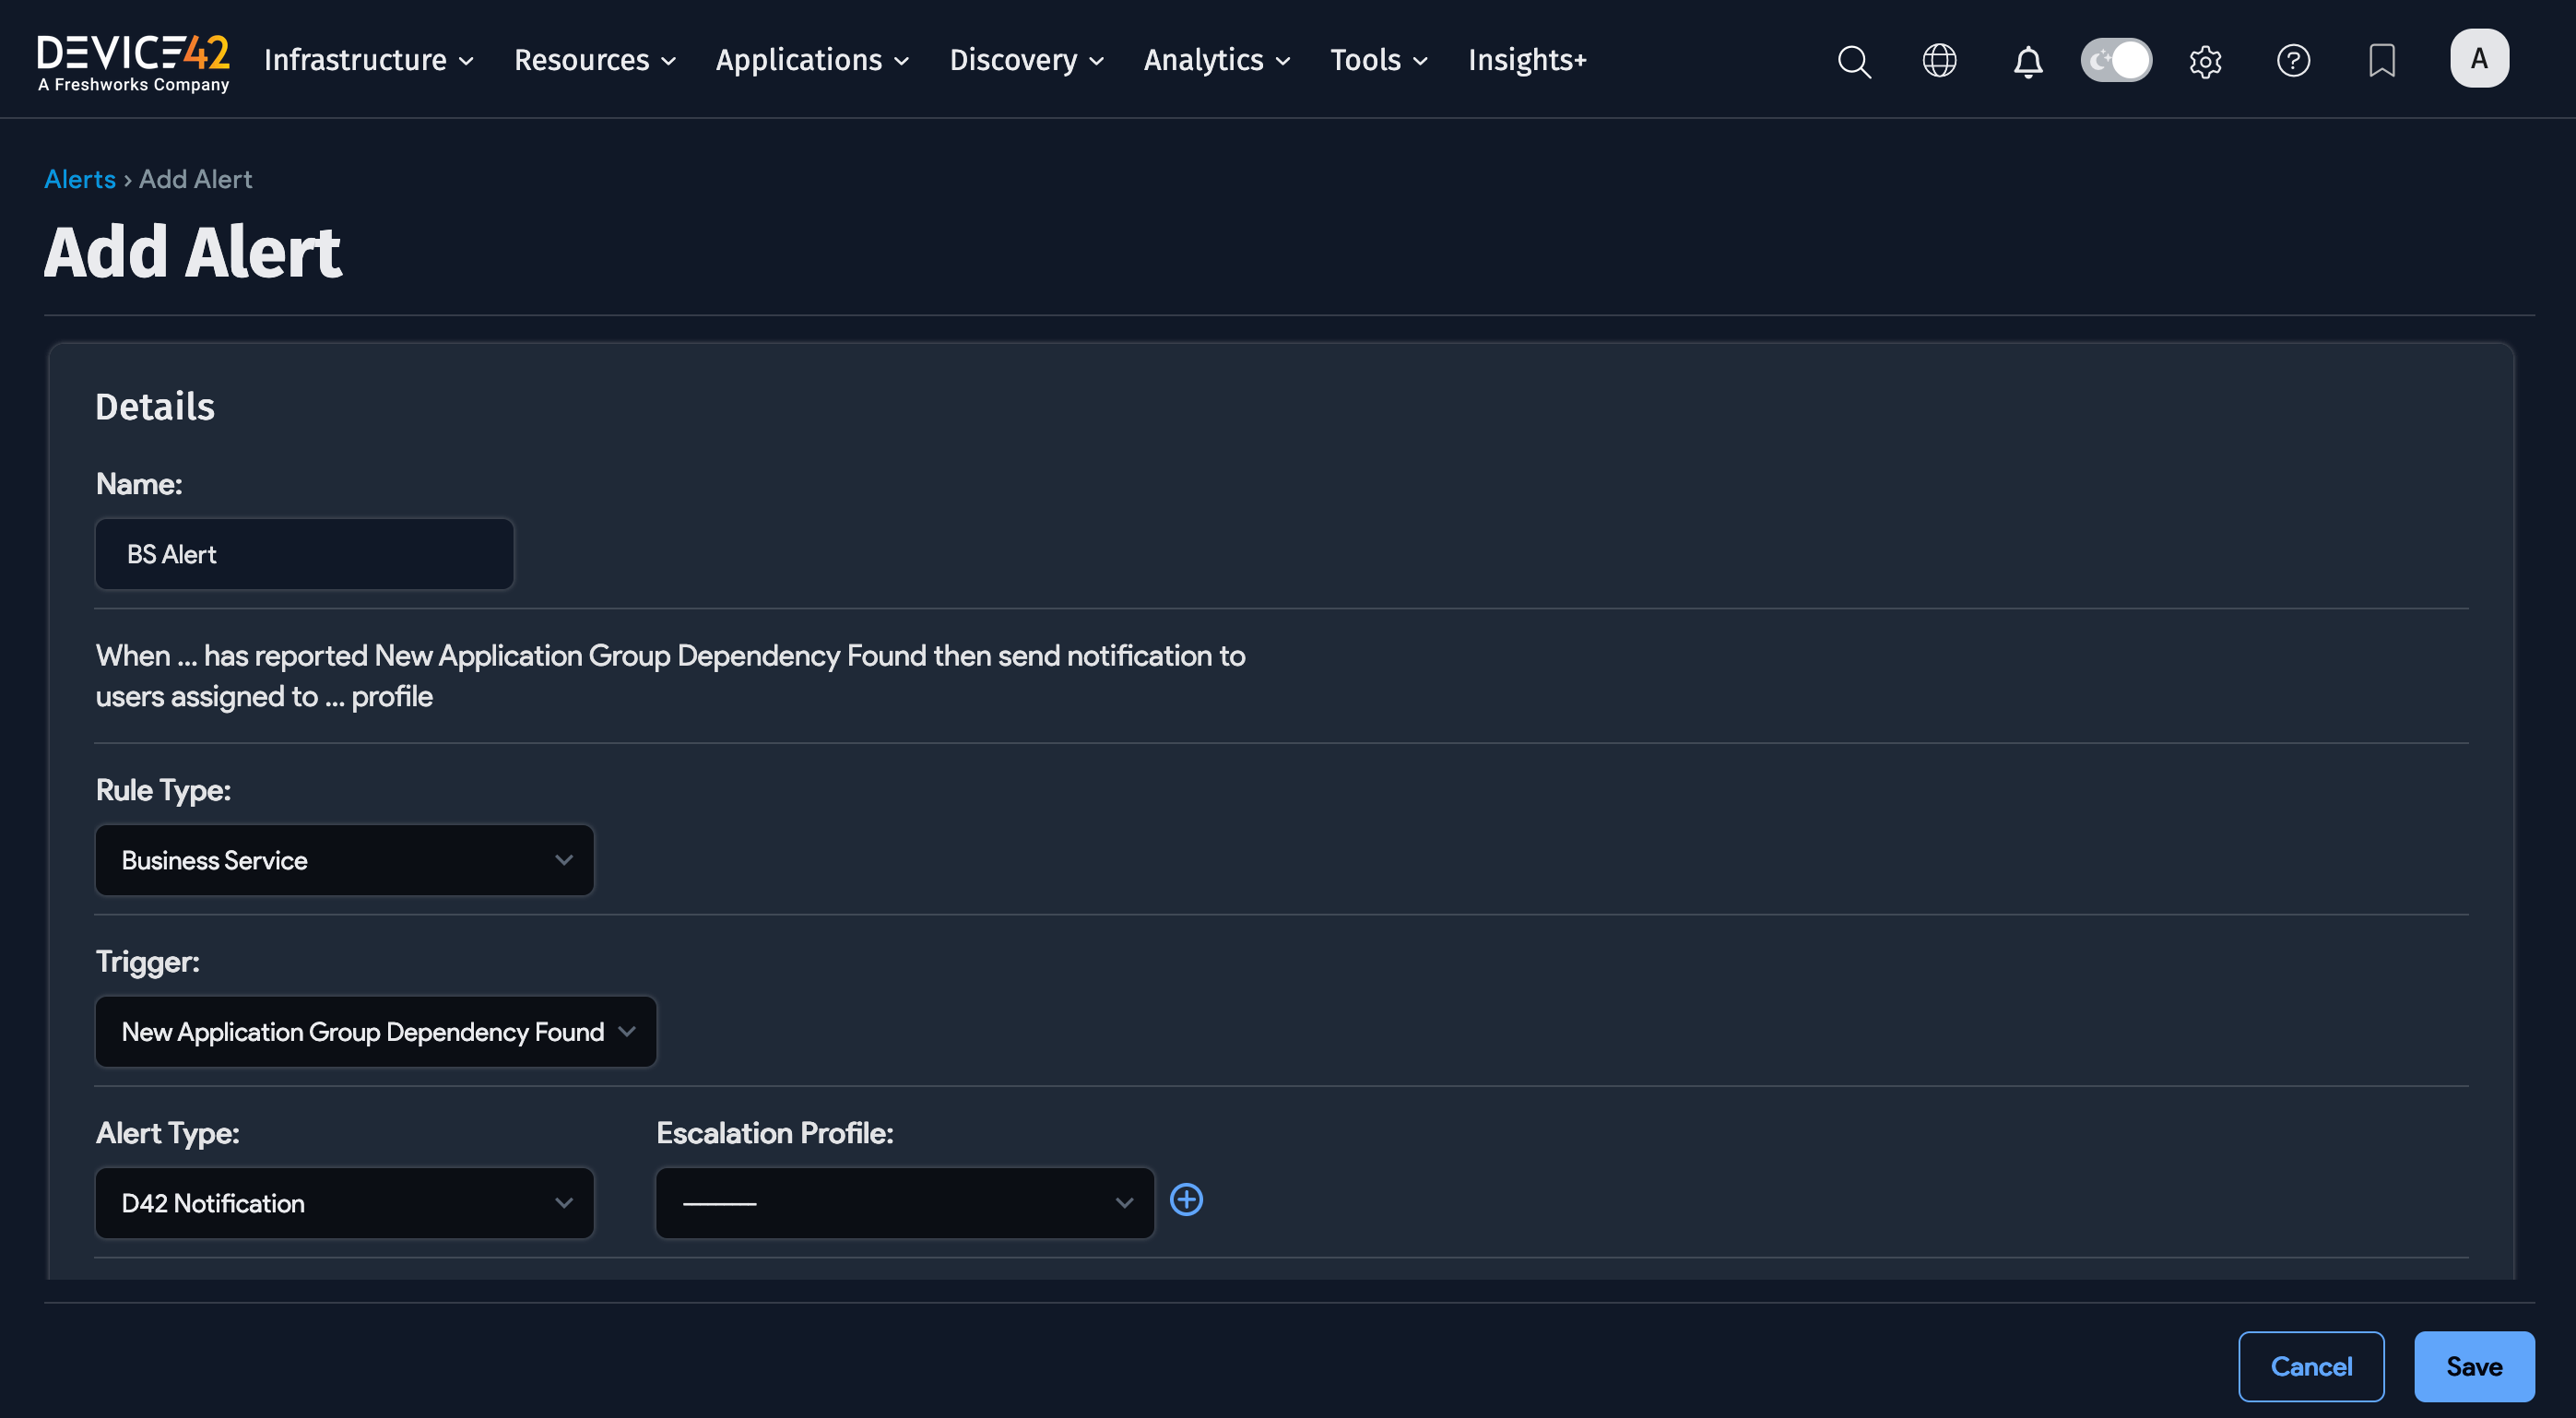 DEVICE42
A Freshworks Company
Infrastructure Resources Applications Discovery Analytics Tools Insights+
A
Alerts › Add Alert
Add Alert
Details
Name:
BS Alert
When ... has reported New Application Group Dependency Found then send notification to
users assigned to ... profile
Rule Type:
Business Service
Trigger:
New Application Group Dependency Found
Alert Type: Escalation Profile:
D42 Notification ---------
Cancel Save